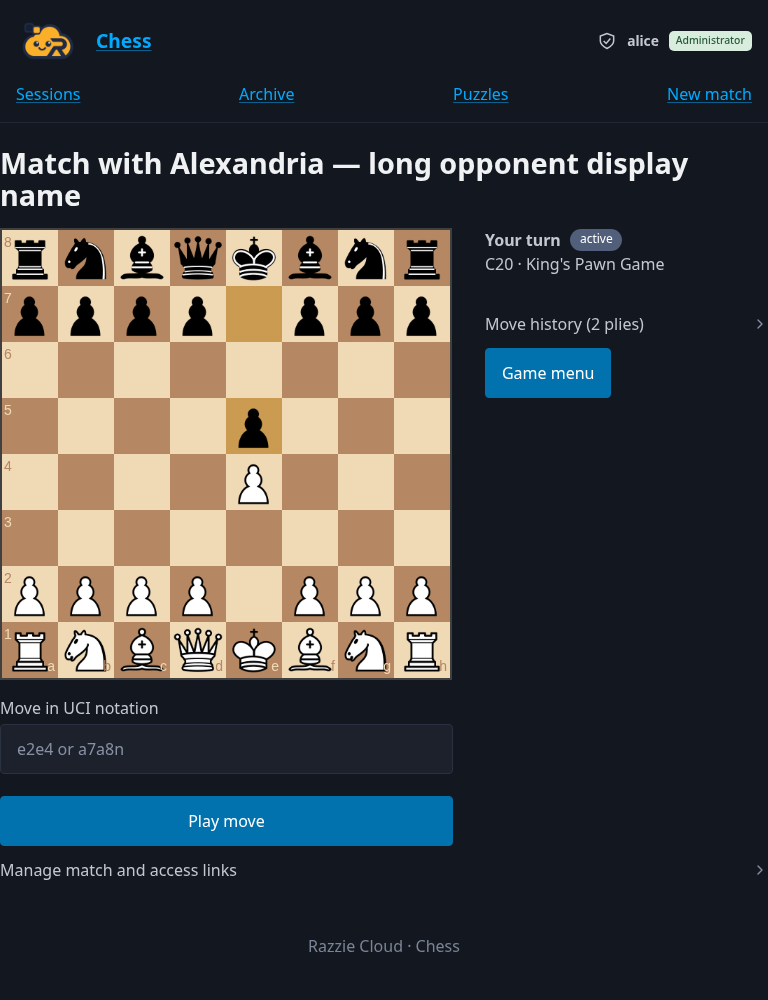 Chess
alice Administrator
Sessions Archive Puzzles New match
Match with Alexandria — long opponent display
name
8
7
6
5
4
3
2
1
a b c d e f g h
Your turn active
C20 · King's Pawn Game
Move history (2 plies)
Game menu
Move in UCI notation
e2e4 or a7a8n
Play move
Manage match and access links
Razzie Cloud · Chess